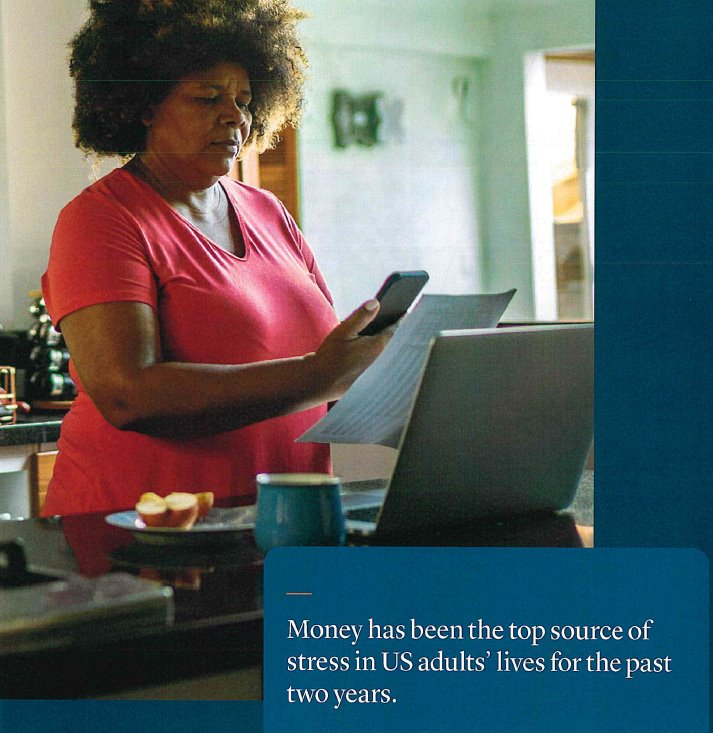 Money has been the top source of
stress in US adults’ lives for the past
two years.